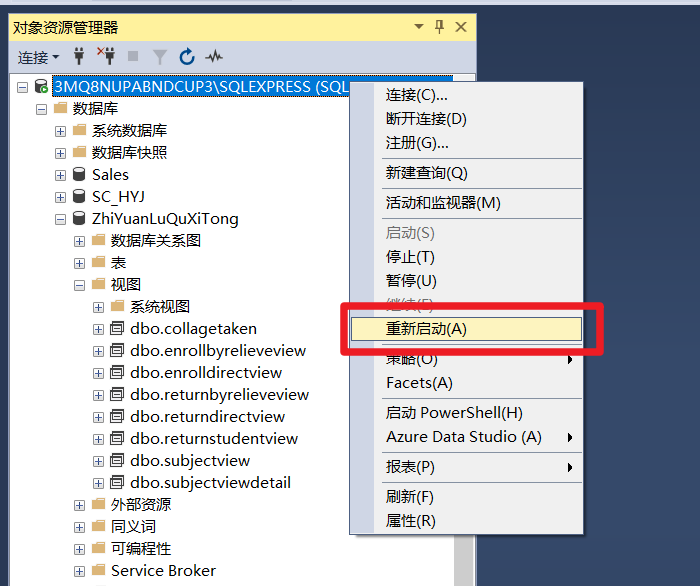 对象资源管理器
连接
3MQ8NUPABNDCUP3\SQLEXPRESS (SQL
数据库
系统数据库
数据库快照
Sales
SC_HYJ
ZhiYuanLuQuXiTong
数据库关系图
表
视图
系统视图
dbo.collagetaken
dbo.enrollbyrelieveview
dbo.enrolldirectview
dbo.returnbyrelieveview
dbo.returndirectview
dbo.returnstudentview
dbo.subjectview
dbo.subjectviewdetail
外部资源
同义词
可编程性
Service Broker
连接(C)...
断开连接(D)
注册(G)...
新建查询(Q)
活动和监视器(M)
启动(S)
停止(T)
暂停(U)
继续(E)
重新启动(A)
策略(O)
Facets(A)
启动 PowerShell(H)
Azure Data Studio (A)
报表(P)
刷新(F)
属性(R)